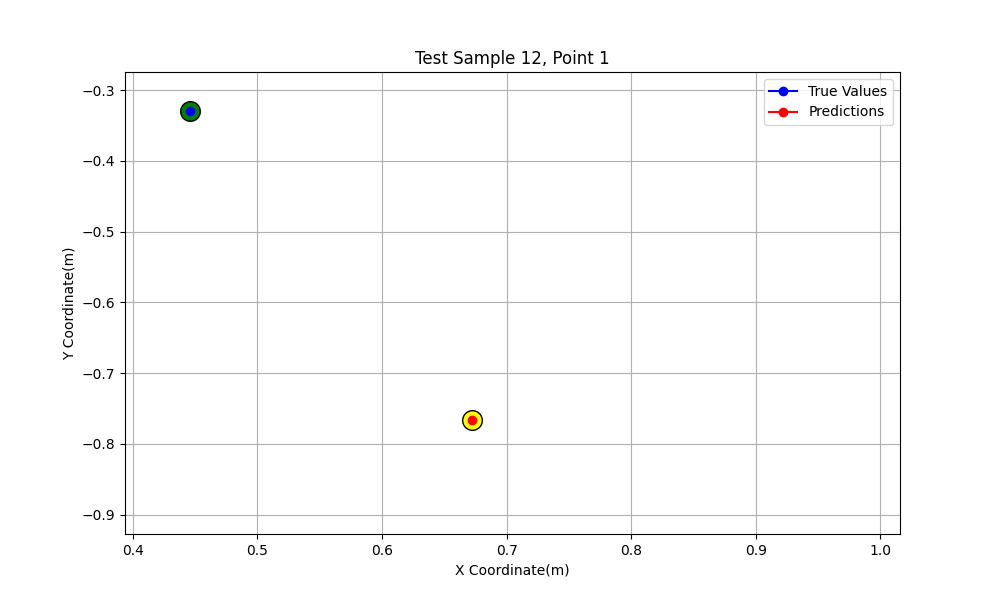 Test Sample 12, Point 1
True Values
Predictions
Y Coordinate(m)
−0.3
−0.4
−0.5
−0.6
−0.7
−0.8
−0.9
0.4 0.5 0.6 0.7 0.8 0.9 1.0
X Coordinate(m)